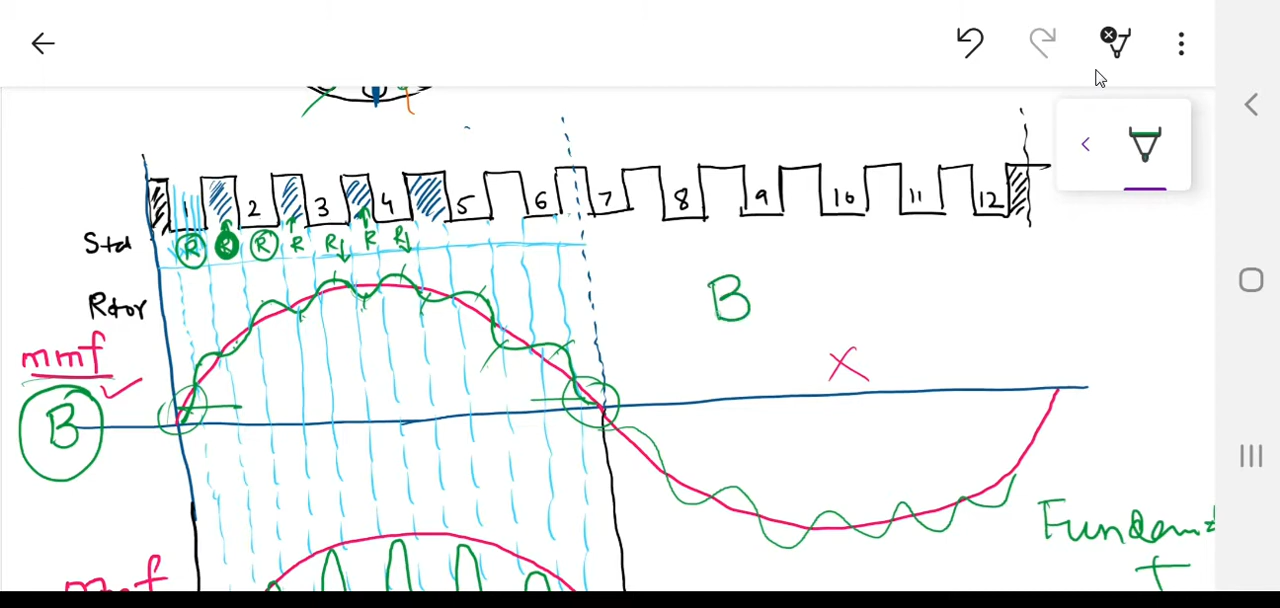 1 2 3 4 5 6 7 8 9 10 11 12
Std R R R R R↓ R R↓
Rtor
mmf
B
B
X
Fundam
T
mmf